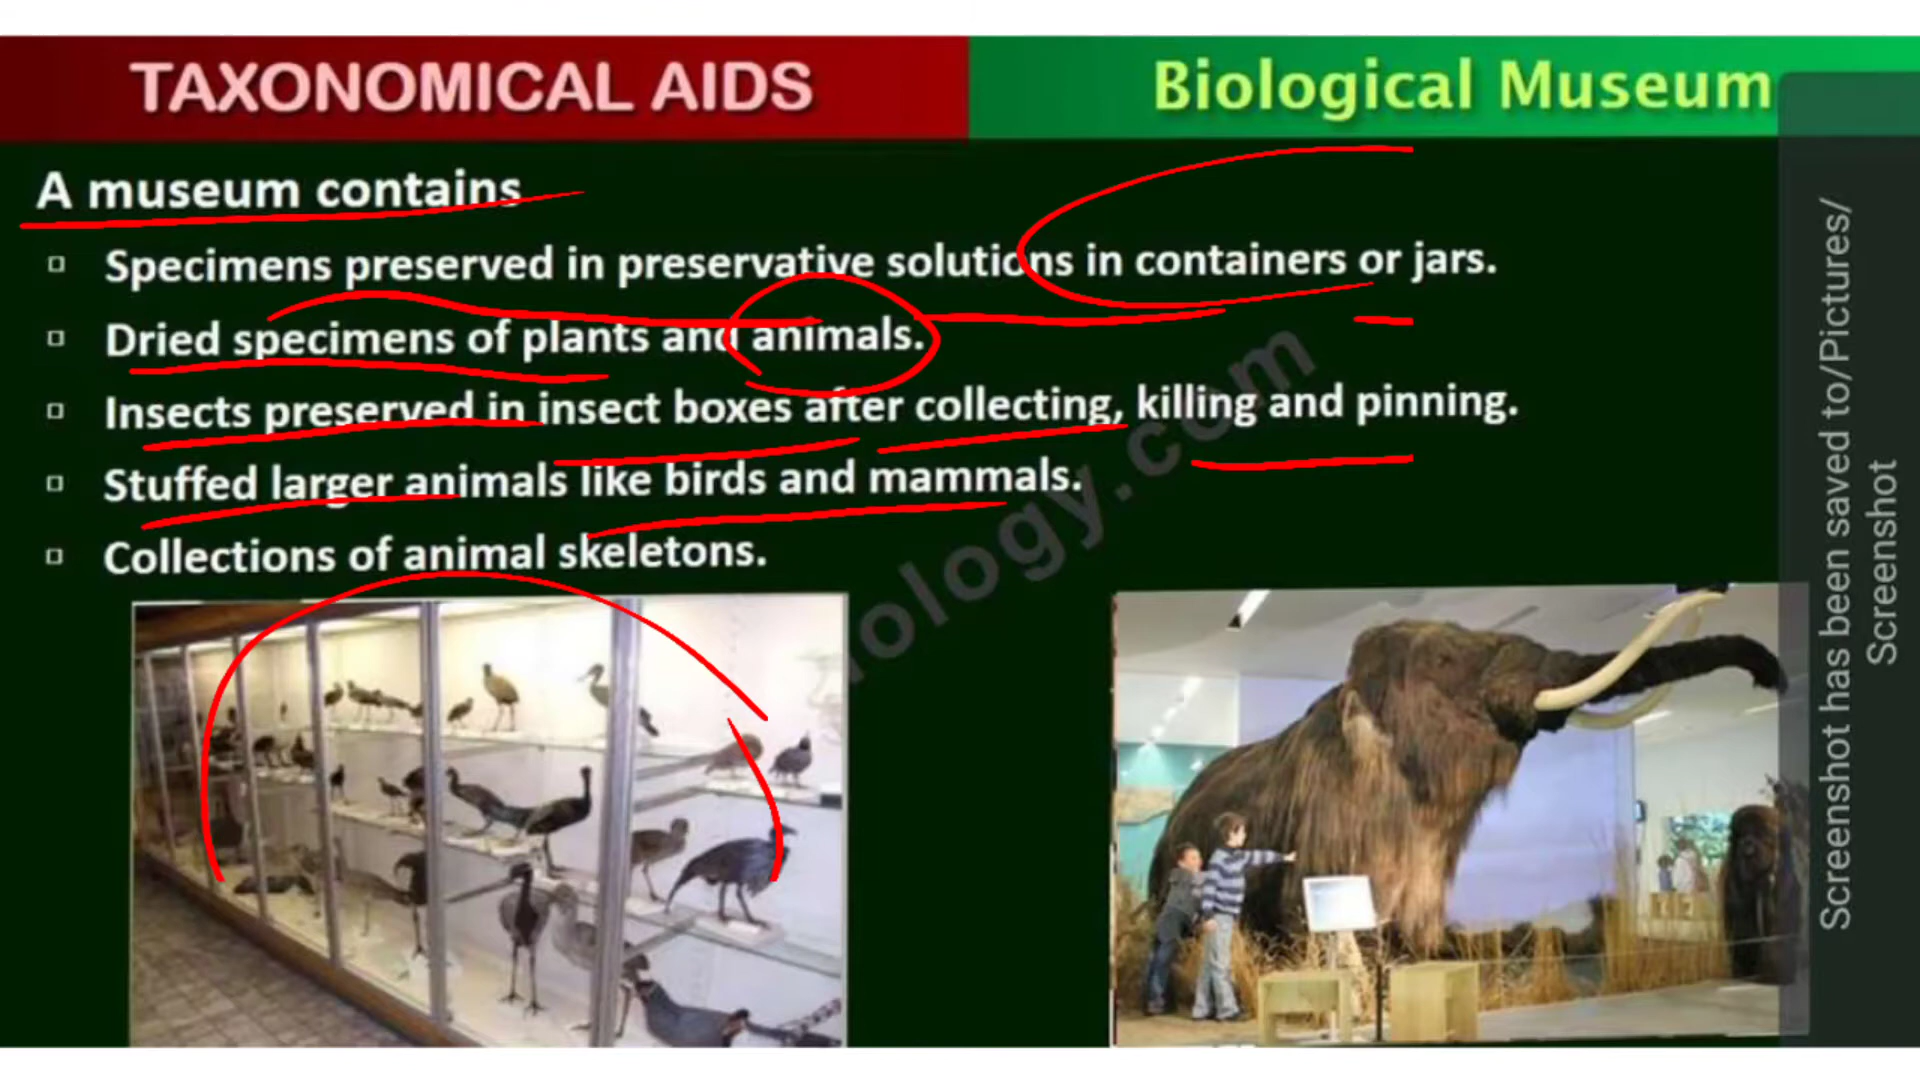 TAXONOMICAL AIDS
Biological Museum
A museum contains
Specimens preserved in preservative solutions in containers or jars.
Dried specimens of plants and animals.
Insects preserved in insect boxes after collecting, killing and pinning.
Stuffed larger animals like birds and mammals.
Collections of animal skeletons.
ology.com
Screenshot has been saved to/Pictures/
Screenshot